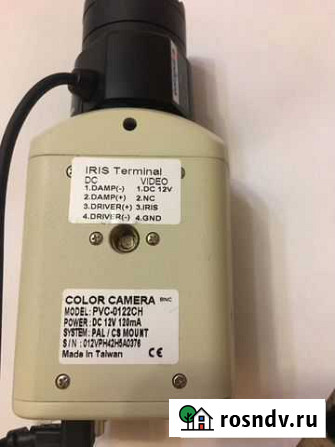 IRIS Terminal
DC VIDEO
1.DAMP(-) 1.DC 12V
2.DAMP(+) 2.NC
3.DRIVER(+) 3.IRIS
4.DRIVER(-) 4.GND
COLOR CAMERA BNC
MODEL: PVC-0122CH
POWER: DC 12V 120mA
SYSTEM: PAL / CS MOUNT
S / N : 012VPH42H5A0376
Made In Taiwan CE
rosndv.ru